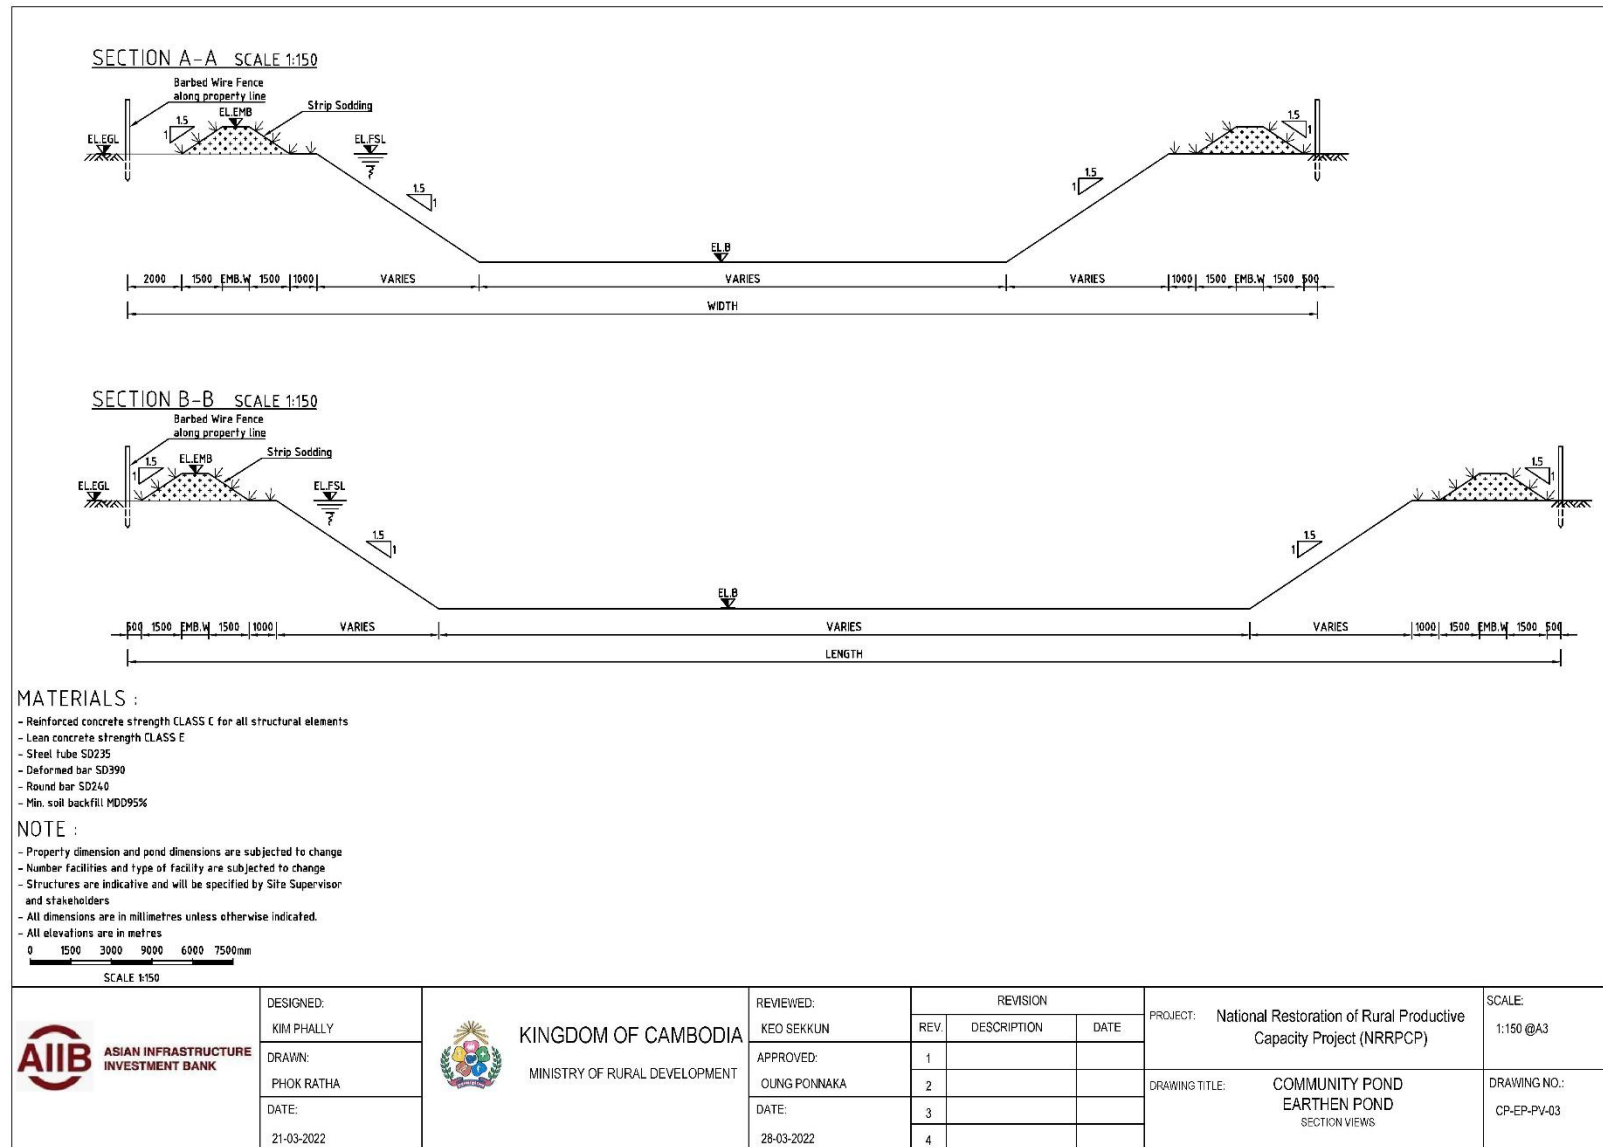 SECTION A-A SCALE 1:150
Barbed Wire Fence
along property line
Strip Sodding
EL.EMB
1.5
1
EL.EGL
EL.FSL
1.5
1
1.5
1
1.5
1
EL.B
2000 1500 EMB.W 1500 1000 VARIES VARIES VARIES 1000 1500 EMB.W 1500 500
WIDTH
SECTION B-B SCALE 1:150
Barbed Wire Fence
along property line
Strip Sodding
EL.EMB
1.5
1
EL.EGL
EL.FSL
1.5
1
1.5
1
1.5
1
EL.B
500 1500 EMB.W 1500 1000 VARIES VARIES VARIES 1000 1500 EMB.W 1500 500
LENGTH
MATERIALS :
- Reinforced concrete strength CLASS C for all structural elements
- Lean concrete strength CLASS E
- Steel tube SD235
- Deformed bar SD390
- Round bar SD240
- Min. soil backfill MDD95%
NOTE :
- Property dimension and pond dimensions are subjected to change
- Number facilities and type of facility are subjected to change
- Structures are indicative and will be specified by Site Supervisor
and stakeholders
- All dimensions are in millimetres unless otherwise indicated.
- All elevations are in metres
0 1500 3000 9000 6000 7500mm
SCALE 1:150
AIIB
ASIAN INFRASTRUCTURE
INVESTMENT BANK
DESIGNED:
KIM PHALLY
DRAWN:
PHOK RATHA
DATE:
21-03-2022
KINGDOM OF CAMBODIA
MINISTRY OF RURAL DEVELOPMENT
REVIEWED:
KEO SEKKUN
APPROVED:
OUNG PONNAKA
DATE:
28-03-2022
REVISION
REV. DESCRIPTION DATE
1
2
3
4
PROJECT: National Restoration of Rural Productive
Capacity Project (NRRPCP)
DRAWING TITLE: COMMUNITY POND
EARTHEN POND
SECTION VIEWS
SCALE:
1:150 @A3
DRAWING NO.:
CP-EP-PV-03